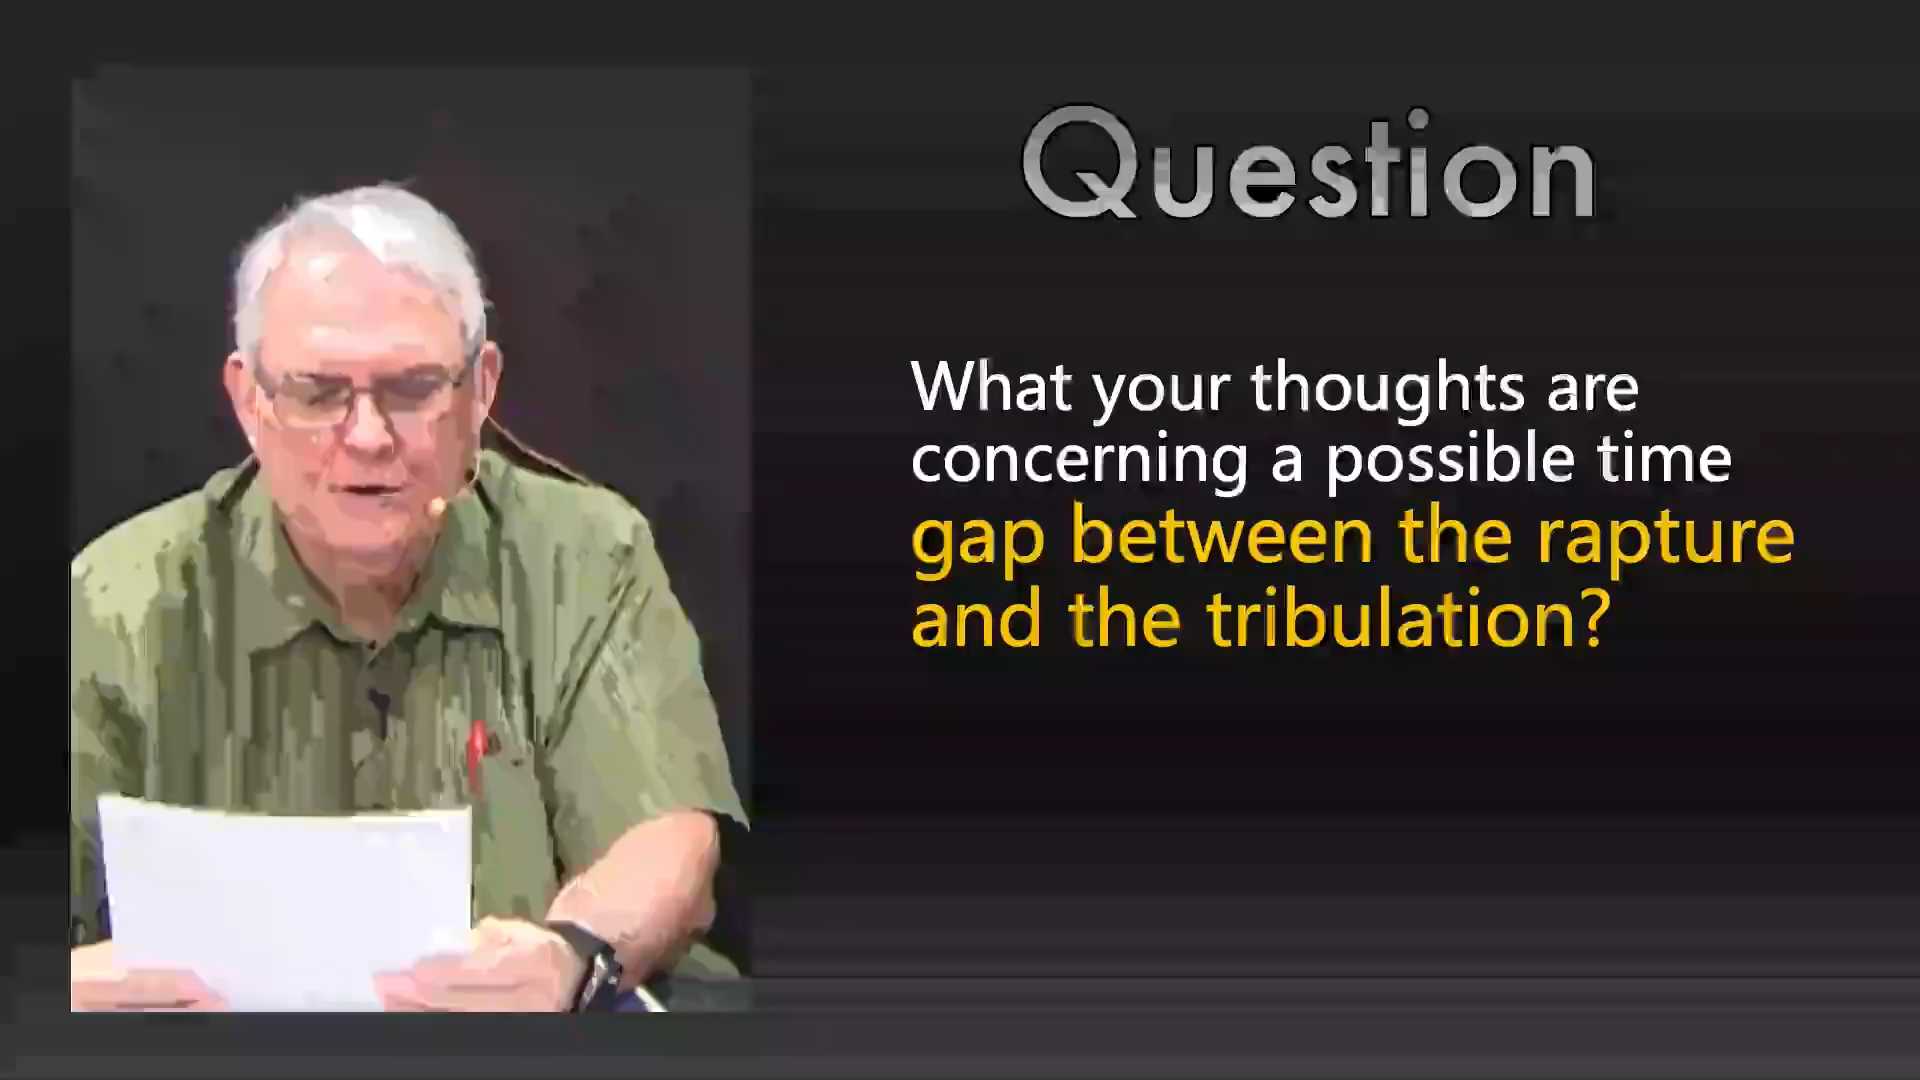 Question
What your thoughts are
concerning a possible time
gap between the rapture
and the tribulation?